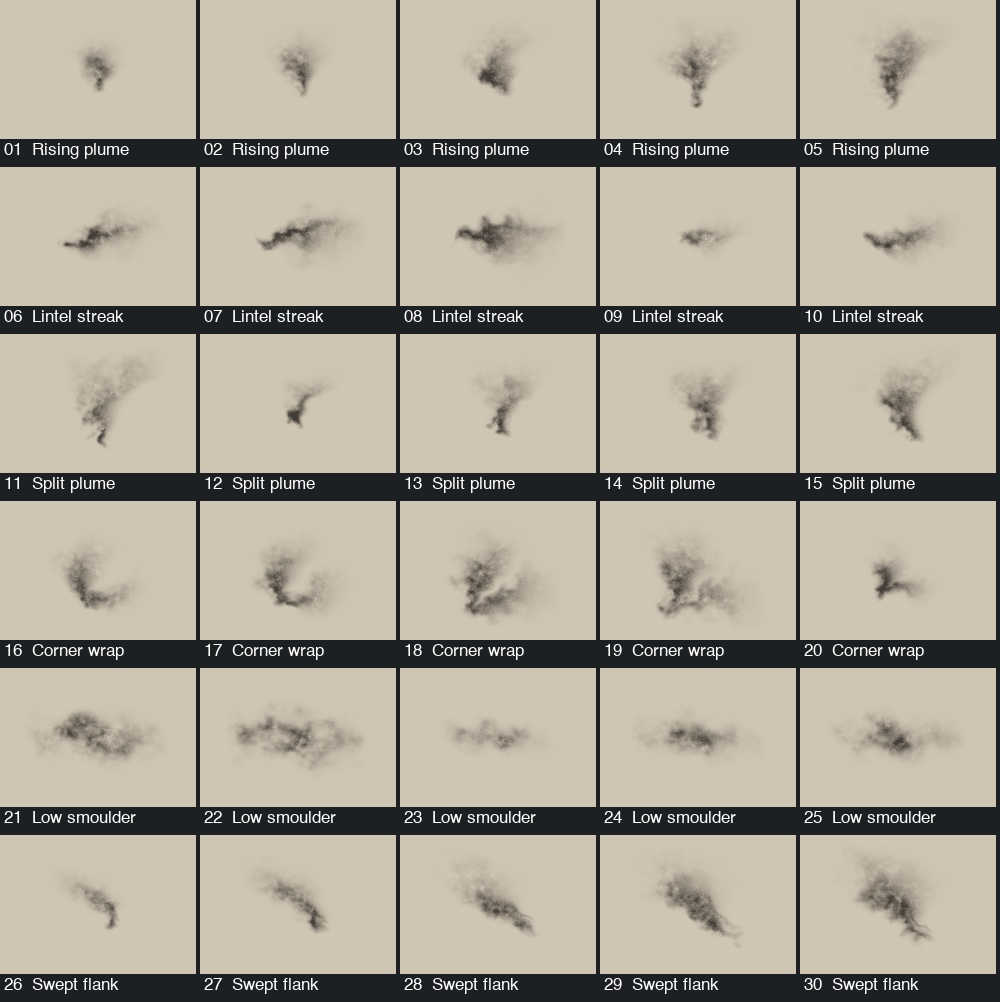 01 Rising plume
02 Rising plume
03 Rising plume
04 Rising plume
05 Rising plume
06 Lintel streak
07 Lintel streak
08 Lintel streak
09 Lintel streak
10 Lintel streak
11 Split plume
12 Split plume
13 Split plume
14 Split plume
15 Split plume
16 Corner wrap
17 Corner wrap
18 Corner wrap
19 Corner wrap
20 Corner wrap
21 Low smoulder
22 Low smoulder
23 Low smoulder
24 Low smoulder
25 Low smoulder
26 Swept flank
27 Swept flank
28 Swept flank
29 Swept flank
30 Swept flank